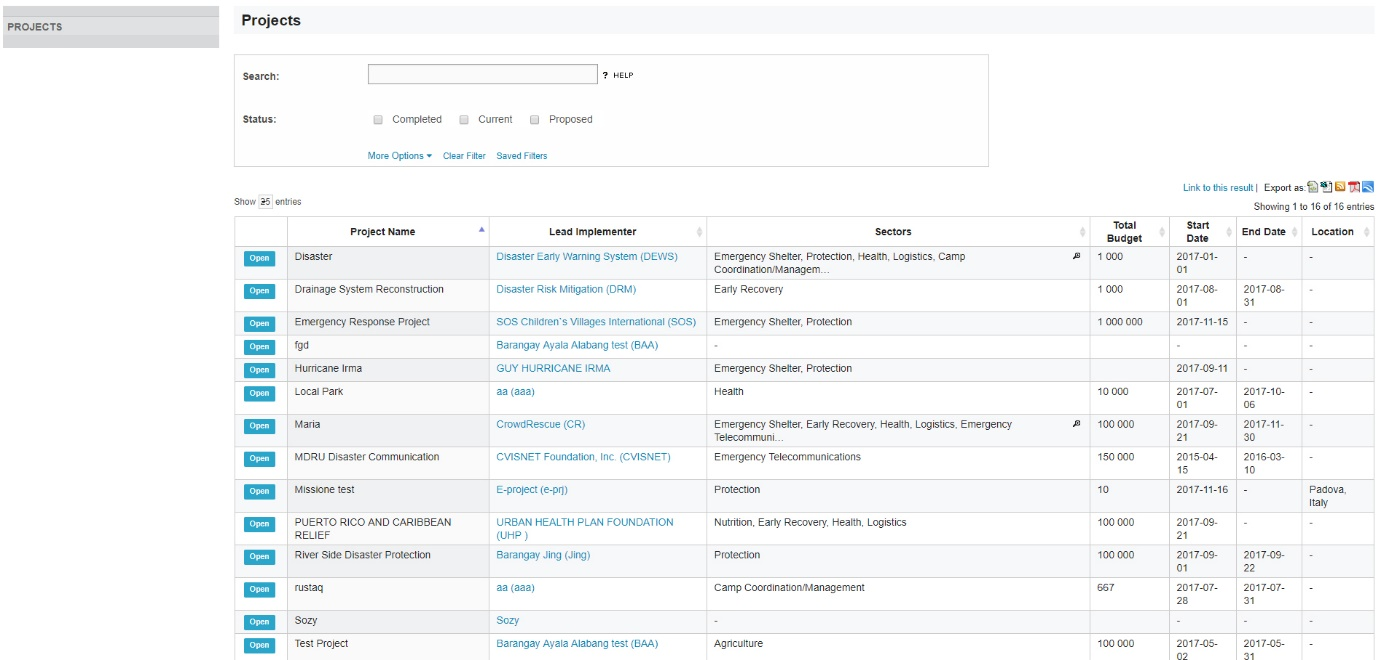 PROJECTS
Projects
Search:
? HELP
Status:
Completed Current Proposed
More Options Clear Filter Saved Filters
Link to this result | Export as:
Show 25 entries
Showing 1 to 16 of 16 entries
Project Name Lead Implementer Sectors Total Budget Start Date End Date Location
Open Disaster Disaster Early Warning System (DEWS) Emergency Shelter, Protection, Health, Logistics, Camp 1 000 2017-01- - -
Coordination/Managem... 01
Open Drainage System Reconstruction Disaster Risk Mitigation (DRM) Early Recovery 1 000 2017-08- 2017-08- -
01 31
Open Emergency Response Project SOS Children`s Villages International (SOS) Emergency Shelter, Protection 1 000 000 2017-11-15 - -
Open fgd Barangay Ayala Alabang test (BAA) - - - -
Open Hurricane Irma GUY HURRICANE IRMA Emergency Shelter, Protection 2017-09-11 - -
Open Local Park aa (aaa) Health 10 000 2017-07- 2017-10- -
01 06
Open Maria CrowdRescue (CR) Emergency Shelter, Early Recovery, Health, Logistics, Emergency 100 000 2017-09- 2017-11- -
Telecommuni... 21 30
Open MDRU Disaster Communication CVISNET Foundation, Inc. (CVISNET) Emergency Telecommunications 150 000 2015-04- 2016-03- -
15 10
Open Missione test E-project (e-prj) Protection 10 2017-11-16 - Padova,
Italy
Open PUERTO RICO AND CARIBBEAN URBAN HEALTH PLAN FOUNDATION Nutrition, Early Recovery, Health, Logistics 100 000 2017-09- - -
RELIEF (UHP ) 21
Open River Side Disaster Protection Barangay Jing (Jing) Protection 100 000 2017-09- 2017-09- -
01 22
Open rustaq aa (aaa) Camp Coordination/Management 667 2017-07- 2017-07- -
28 31
Open Sozy Sozy - - - -
Open Test Project Barangay Ayala Alabang test (BAA) Agriculture 100 000 2017-05- 2017-05- -
02 31